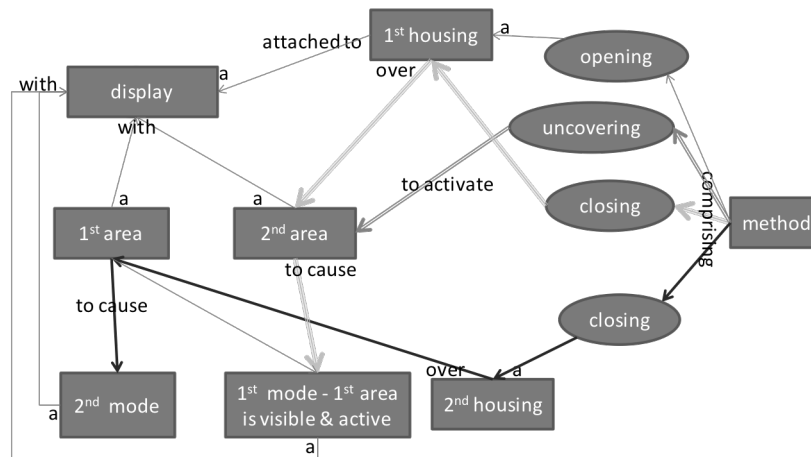 1st housing
a
opening
attached to
over
a
with
display
with
uncovering
to activate
comprising
closing
a
a
1st area
2nd area
method
to cause
to cause
closing
over
a
2nd mode
a
1st mode - 1st area
is visible & active
2nd housing
a